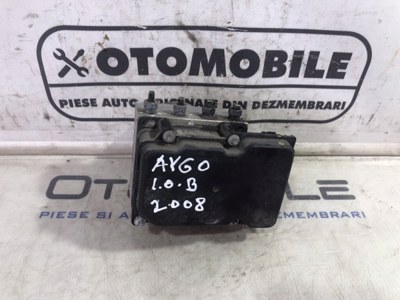 OTOMOBILE
PIESE AUTO ORIGINALE DIN DEZMEMBRARI
AYGO
1.0.B
2008
OTOMOBILE
PIESE SI DEZMEMBRARI